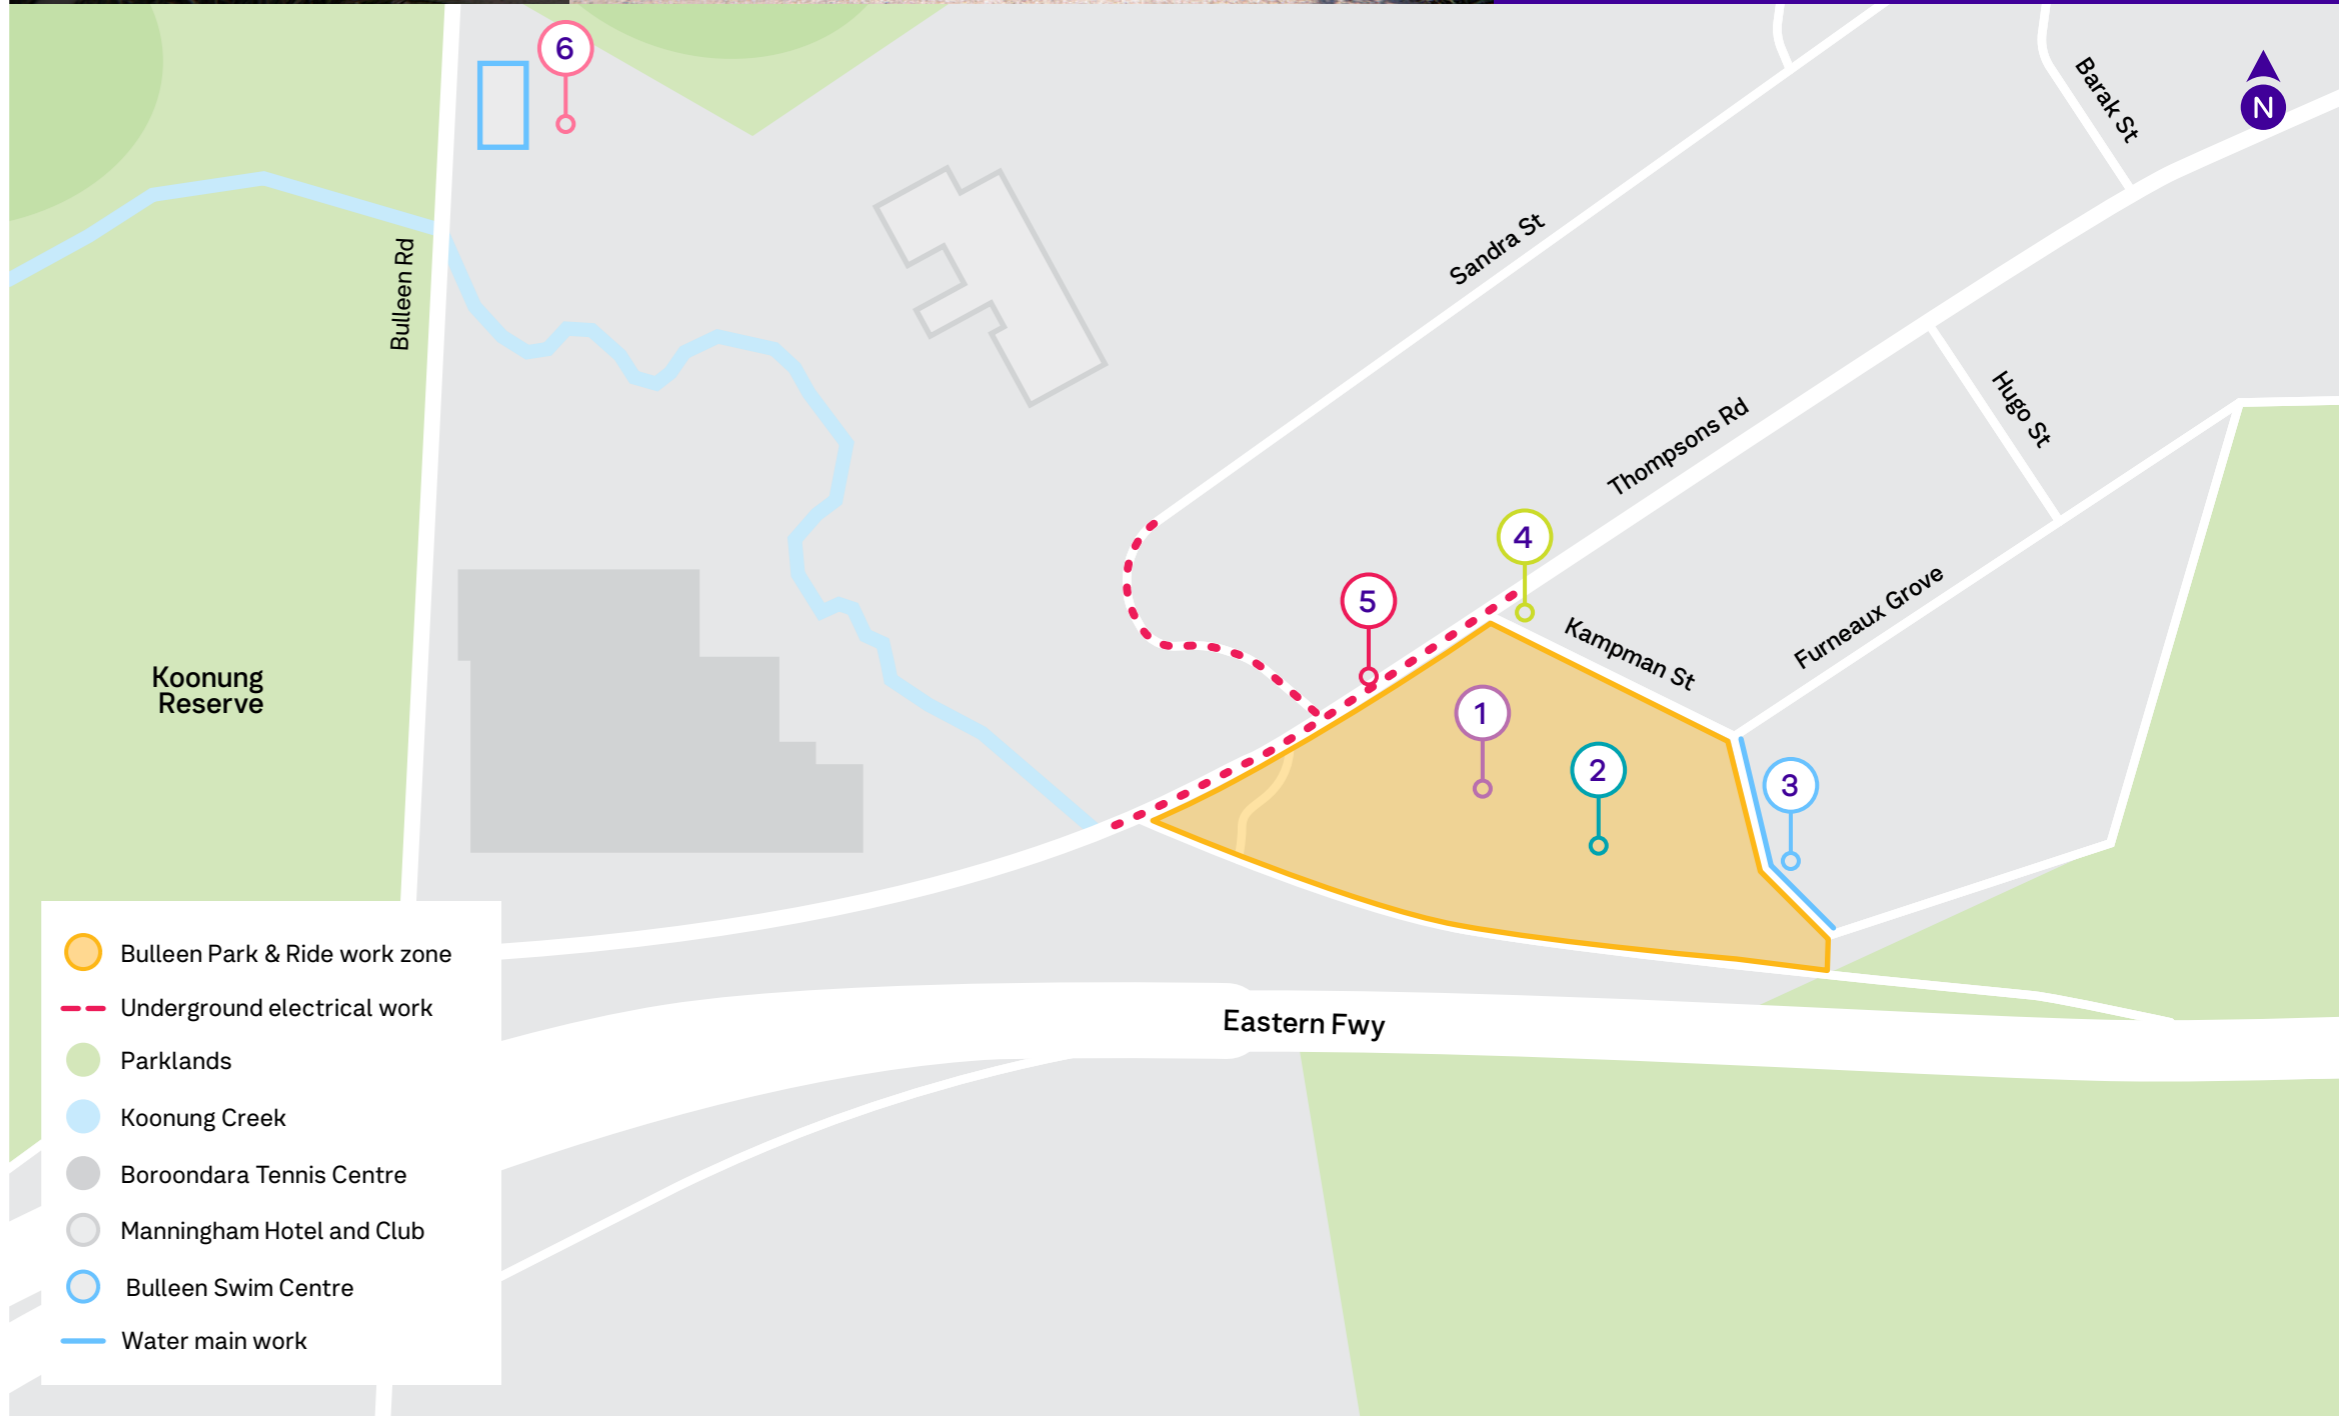 6
Barak St
N
Sandra St
Bulleen Rd
Hugo St
Thompsons Rd
4
5
Kampman St
Furneaux Grove
Koonung
Reserve
1
2
3
Eastern Fwy
Bulleen Park & Ride work zone
Underground electrical work
Parklands
Koonung Creek
Boroondara Tennis Centre
Manningham Hotel and Club
Bulleen Swim Centre
Water main work